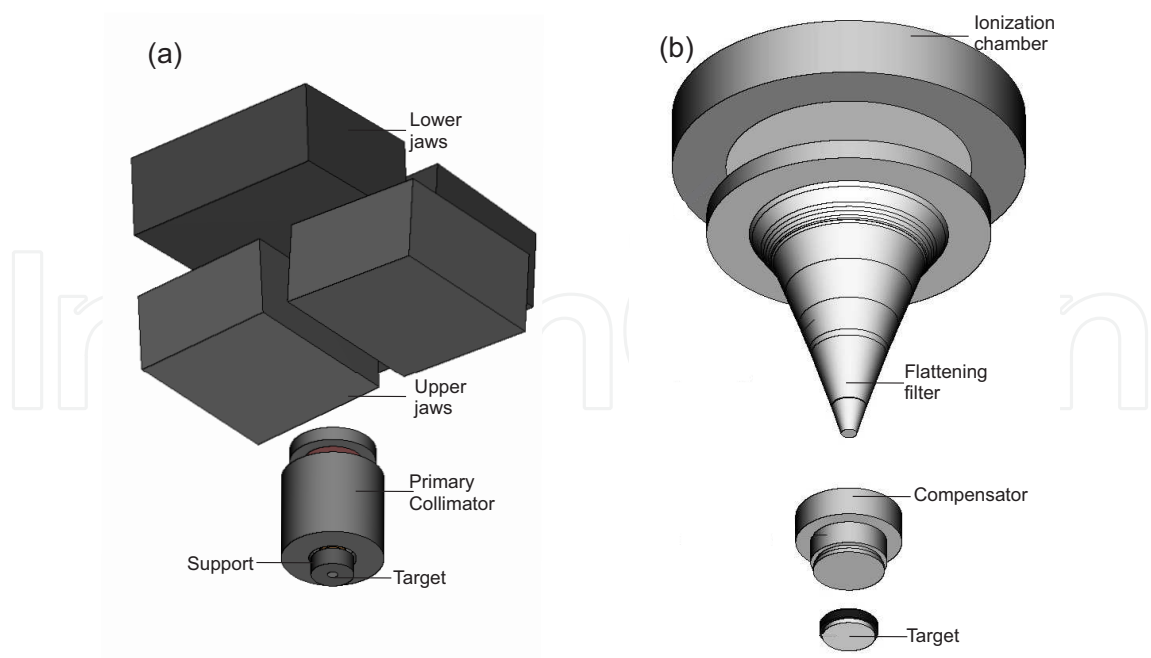 (a)
Lower
jaws
Upper
jaws
Primary
Collimator
Support
Target
(b)
Ionization
chamber
Flattening
filter
Compensator
Target